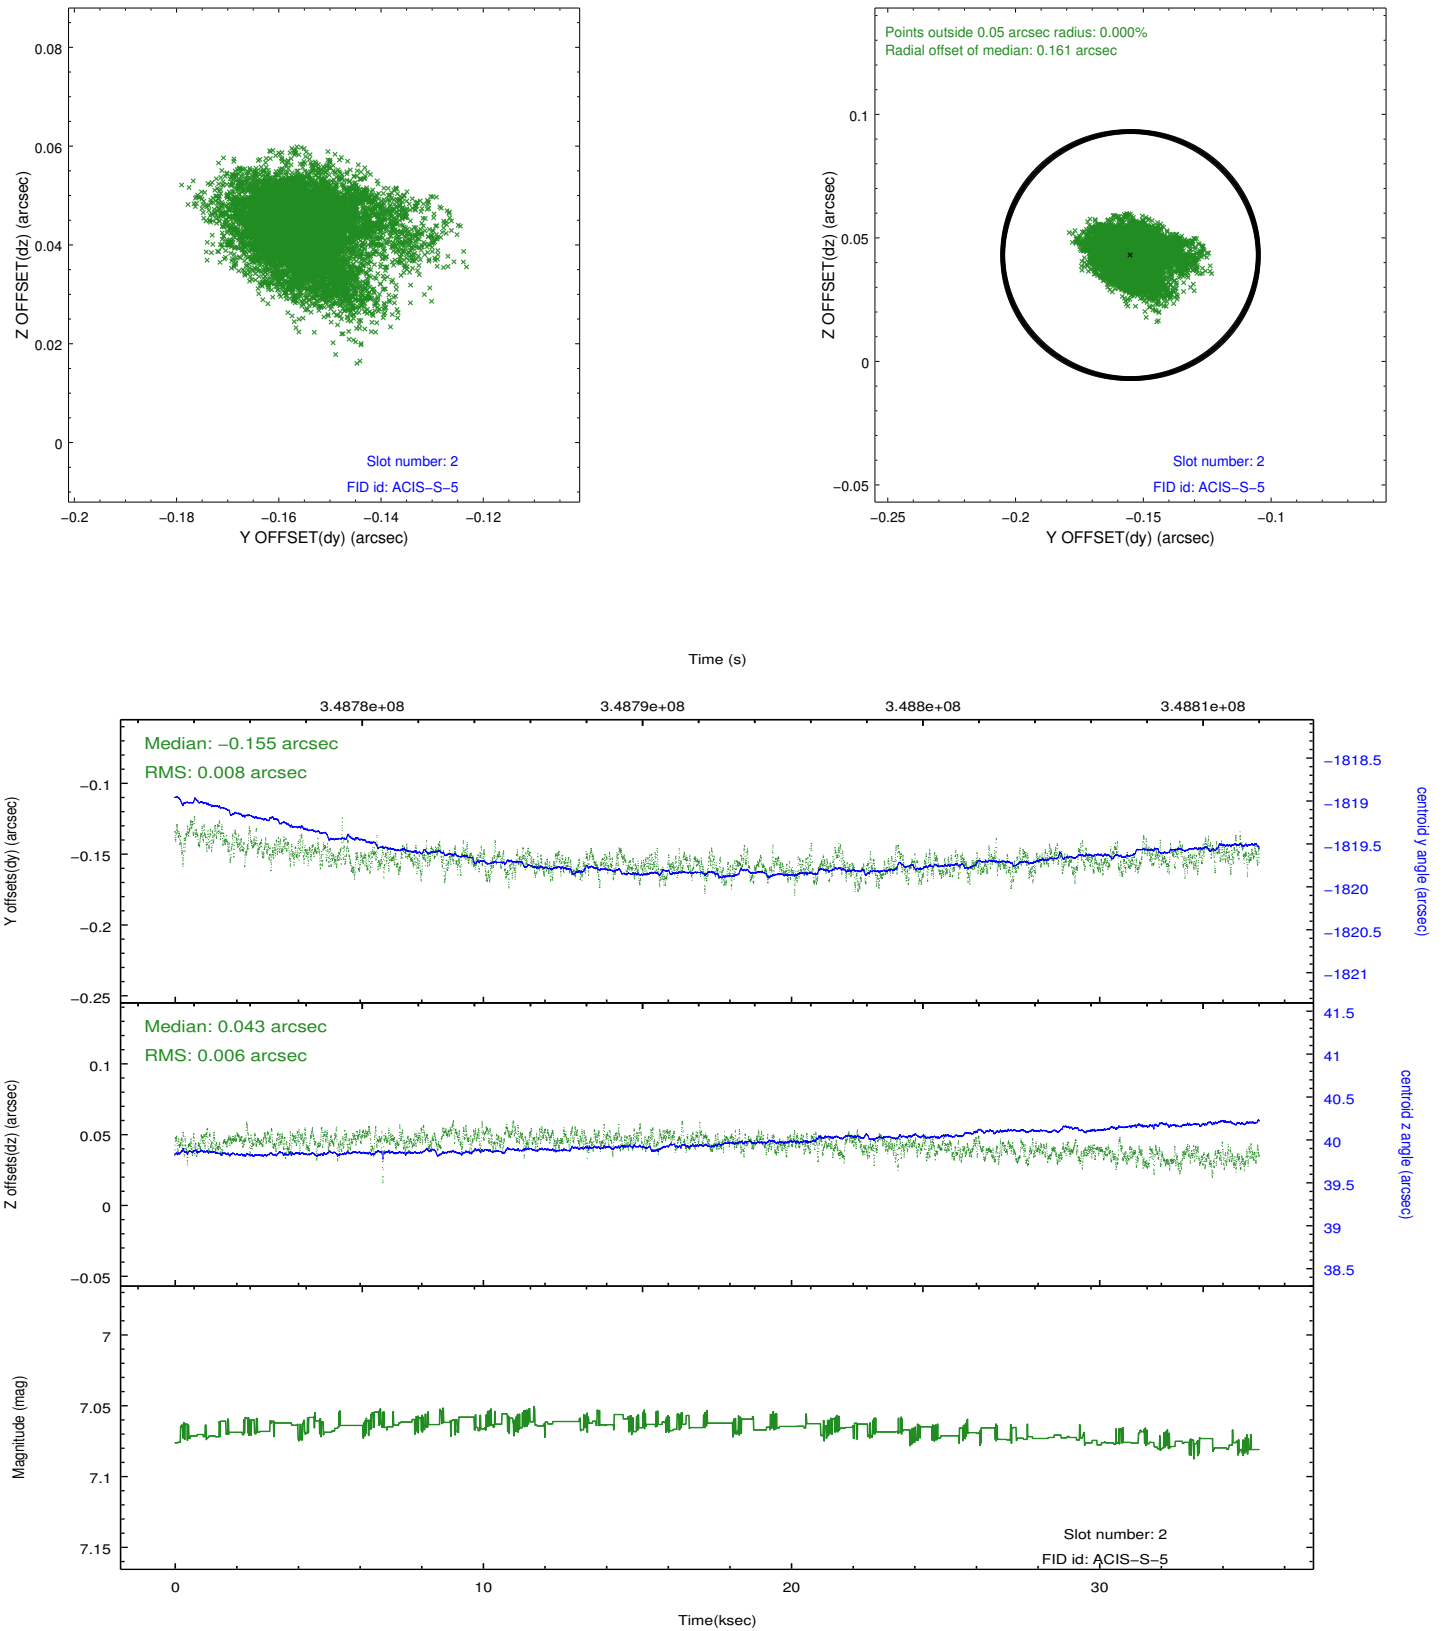 0.08
0.06
0.04
0.02
0
Z OFFSET(dz) (arcsec)
Slot number: 2
FID id: ACIS−S−5
−0.2
−0.18
−0.16
−0.14
−0.12
Y OFFSET(dy) (arcsec)
Points outside 0.05 arcsec radius: 0.000%
Radial offset of median: 0.161 arcsec
0.1
0.05
0
−0.05
Z OFFSET(dz) (arcsec)
Slot number: 2
FID id: ACIS−S−5
−0.25
−0.2
−0.15
−0.1
Y OFFSET(dy) (arcsec)
Time (s)
3.4878e+08
3.4879e+08
3.488e+08
3.4881e+08
Median: −0.155 arcsec
RMS: 0.008 arcsec
−0.1
−0.15
−0.2
−0.25
Y offsets(dy) (arcsec)
−1818.5
−1819
−1819.5
−1820
−1820.5
−1821
centroid y angle (arcsec)
Median: 0.043 arcsec
RMS: 0.006 arcsec
0.1
0.05
0
−0.05
Z offsets(dz) (arcsec)
41.5
41
40.5
40
39.5
39
38.5
centroid z angle (arcsec)
7
7.05
7.1
7.15
Magnitude (mag)
Slot number: 2
FID id: ACIS−S−5
0
10
20
30
Time(ksec)